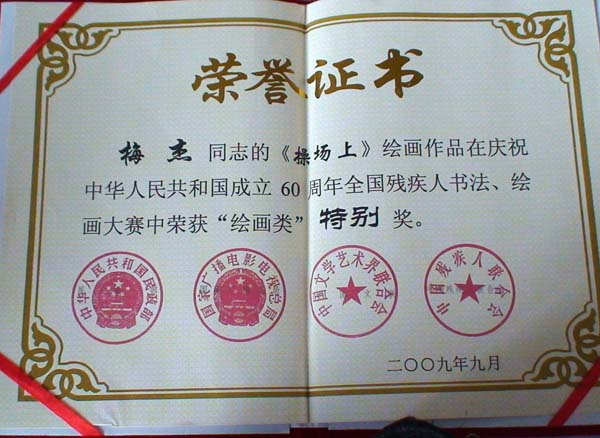 荣誉证书
梅杰 同志的《操场上》绘画作品在庆祝
中华人民共和国成立60周年全国残疾人书法、绘
画大赛中荣获“绘画类”特别奖。
中华人民共和国民政部
国家广播电影电视总局
中国文学艺术界联合会
中国残疾人联合会
二〇〇九年九月